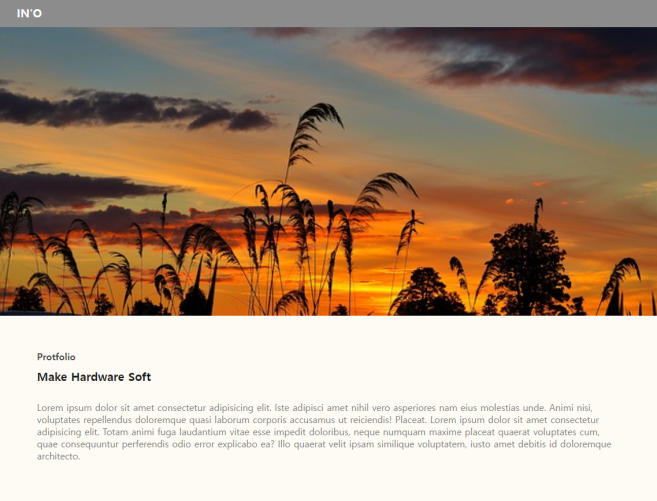 IN'O
Protfolio
Make Hardware Soft
Lorem ipsum dolor sit amet consectetur adipisicing elit. Iste adipisci amet nihil vero asperiores nam eius molestias unde. Animi nisi,
voluptates repellendus doloremque quasi laborum corporis accusamus ut reiciendis! Placeat. Lorem ipsum dolor sit amet consectetur
adipisicing elit. Totam animi fuga laudantium vitae esse impedit doloribus, neque numquam maxime placeat quaerat voluptates cum,
quae consequuntur perferendis odio error explicabo ea? Illo quaerat velit ipsam similique voluptatem, iusto amet debitis id doloremque
architecto.